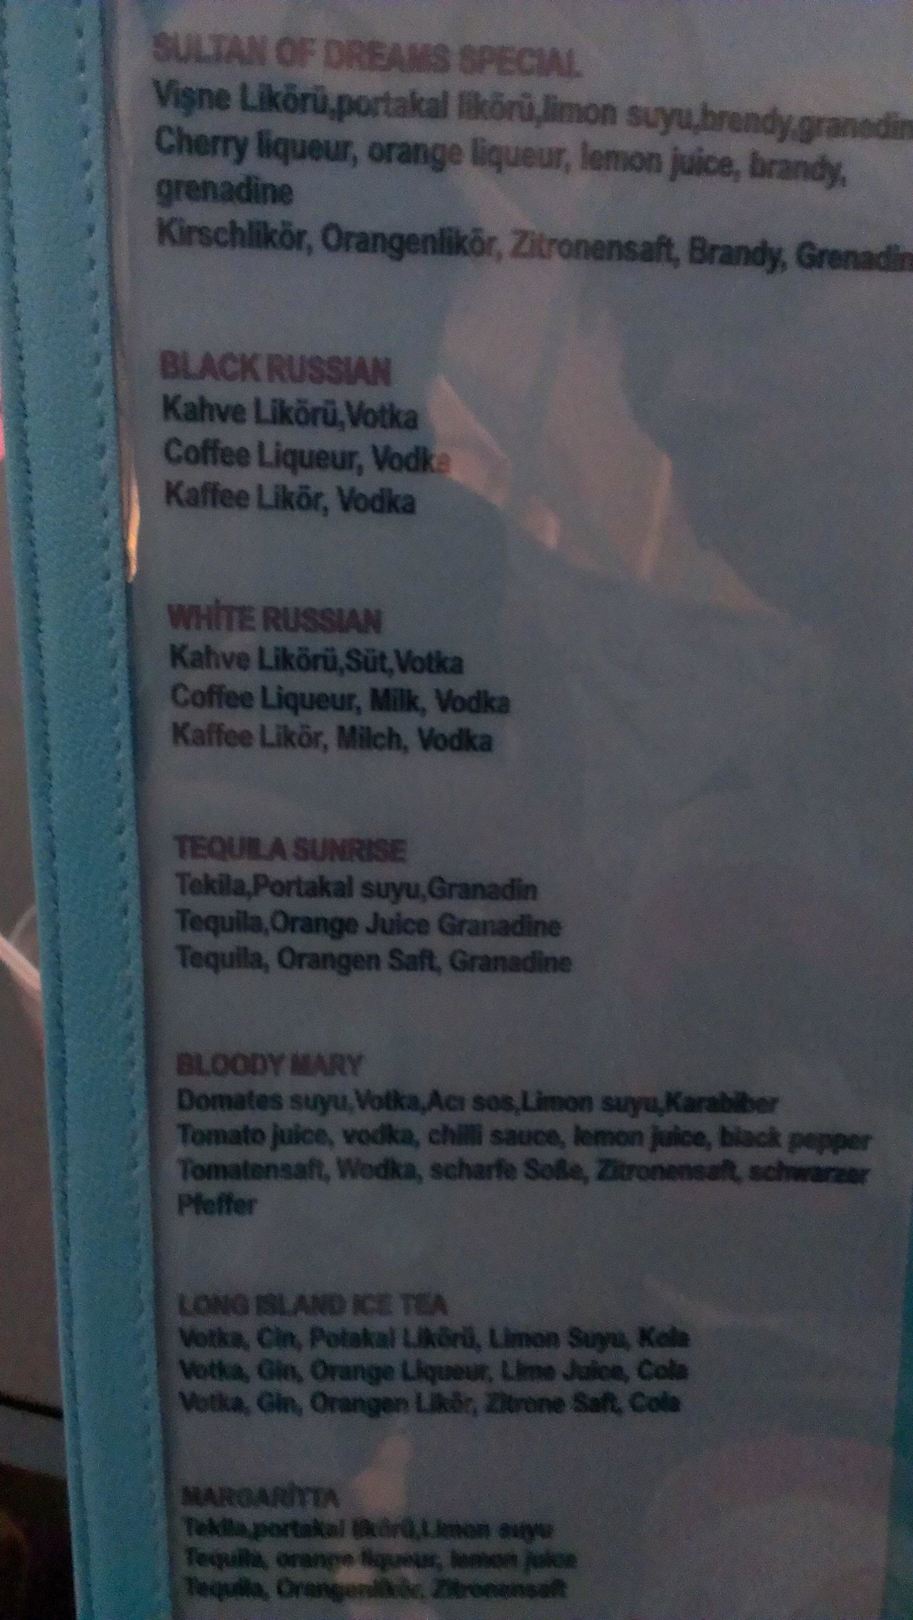 SULTAN OF DREAMS SPECIAL
Vişne Likörü,portakal likörü,limon suyu,brendy,granedin
Cherry liqueur, orange liqueur, lemon juice, brandy,
grenadine
Kirschlikör, Orangenlikör, Zitronensaft, Brandy, Grenadin
BLACK RUSSIAN
Kahve Likörü,Votka
Coffee Liqueur, Vodka
Kaffee Likör, Vodka
WHİTE RUSSIAN
Kahve Likörü,Süt,Votka
Coffee Liqueur, Milk, Vodka
Kaffee Likör, Milch, Vodka
TEQUILA SUNRISE
Tekila,Portakal suyu,Granadin
Tequila,Orange Juice Granadine
Tequila, Orangen Saft, Granadine
BLOODY MARY
Domates suyu,Votka,Acı sos,Limon suyu,Karabiber
Tomato juice, vodka, chilli sauce, lemon juice, black pepper
Tomatensaft, Wodka, scharfe Soße, Zitronensaft, schwarzer
Pfeffer
LONG ISLAND ICE TEA
Votka, Cin, Potakal Likörü, Limon Suyu, Kola
Votka, Gin, Orange Liqueur, Lime Juice, Cola
Votka, Gin, Orangen Likör, Zitrone Saft, Cola
MARGARİTTA
Tekila,portakal likörü,Limon suyu
Tequila, orange liqueur, lemon juice
Tequila, Orangenlikör, Zitronensaft